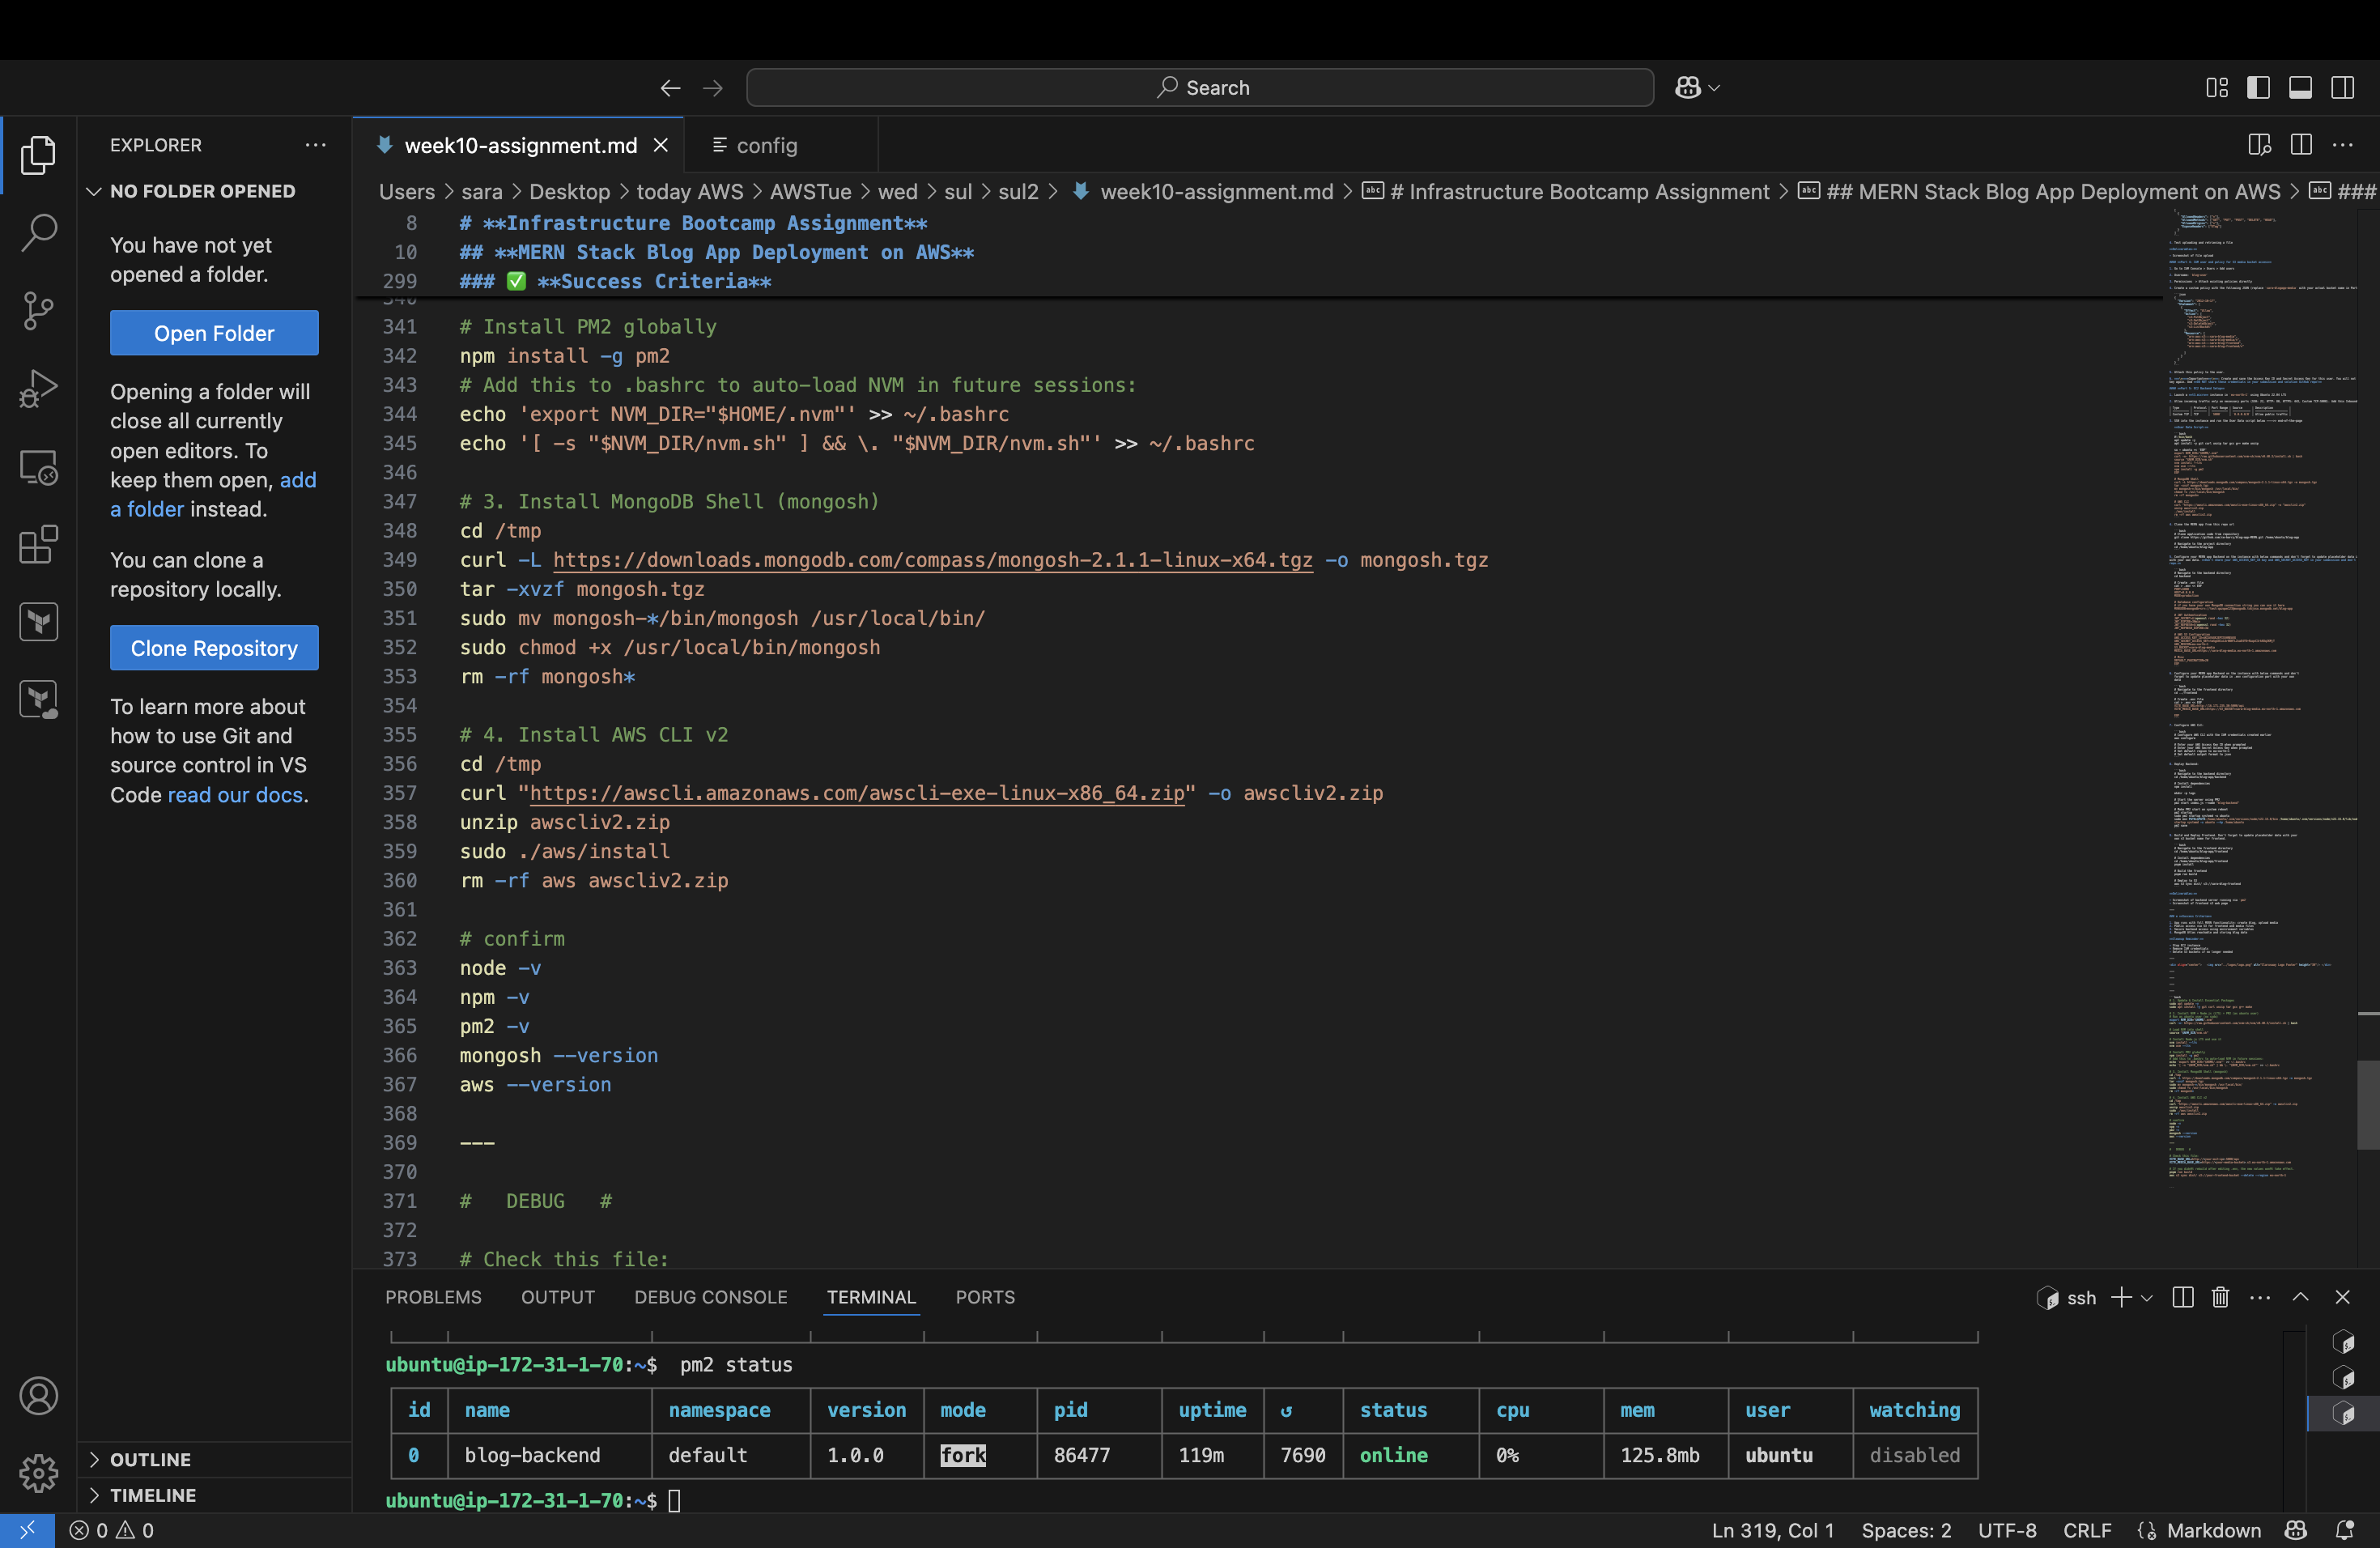 Search
EXPLORER
NO FOLDER OPENED
You have not yet
opened a folder.
Open Folder
Opening a folder will
close all currently
open editors. To
keep them open, add
a folder instead.
You can clone a
repository locally.
Clone Repository
To learn more about
how to use Git and
source control in VS
Code read our docs.
OUTLINE
TIMELINE
week10-assignment.md
config
Users > sara > Desktop > today AWS > AWSTue > wed > sul > sul2 > week10-assignment.md > # Infrastructure Bootcamp Assignment > ## MERN Stack Blog App Deployment on AWS > ###
8 # **Infrastructure Bootcamp Assignment**
10 ## **MERN Stack Blog App Deployment on AWS**
299 ### ✅ **Success Criteria**
340
341 # Install PM2 globally
342 npm install -g pm2
343 # Add this to .bashrc to auto-load NVM in future sessions:
344 echo 'export NVM_DIR="$HOME/.nvm"' >> ~/.bashrc
345 echo '[ -s "$NVM_DIR/nvm.sh" ] && \. "$NVM_DIR/nvm.sh"' >> ~/.bashrc
346
347 # 3. Install MongoDB Shell (mongosh)
348 cd /tmp
349 curl -L https://downloads.mongodb.com/compass/mongosh-2.1.1-linux-x64.tgz -o mongosh.tgz
350 tar -xvzf mongosh.tgz
351 sudo mv mongosh-*/bin/mongosh /usr/local/bin/
352 sudo chmod +x /usr/local/bin/mongosh
353 rm -rf mongosh*
354
355 # 4. Install AWS CLI v2
356 cd /tmp
357 curl "https://awscli.amazonaws.com/awscli-exe-linux-x86_64.zip" -o awscliv2.zip
358 unzip awscliv2.zip
359 sudo ./aws/install
360 rm -rf aws awscliv2.zip
361
362 # confirm
363 node -v
364 npm -v
365 pm2 -v
366 mongosh --version
367 aws --version
368
369 ---
370
371 #   DEBUG   #
372
373 # Check this file:
PROBLEMS OUTPUT DEBUG CONSOLE TERMINAL PORTS
ssh
ubuntu@ip-172-31-1-70:~$  pm2 status
id name namespace version mode pid uptime ↺ status cpu mem user watching
0 blog-backend default 1.0.0 fork 86477 119m 7690 online 0% 125.8mb ubuntu disabled
ubuntu@ip-172-31-1-70:~$
0 0
Ln 319, Col 1 Spaces: 2 UTF-8 CRLF Markdown